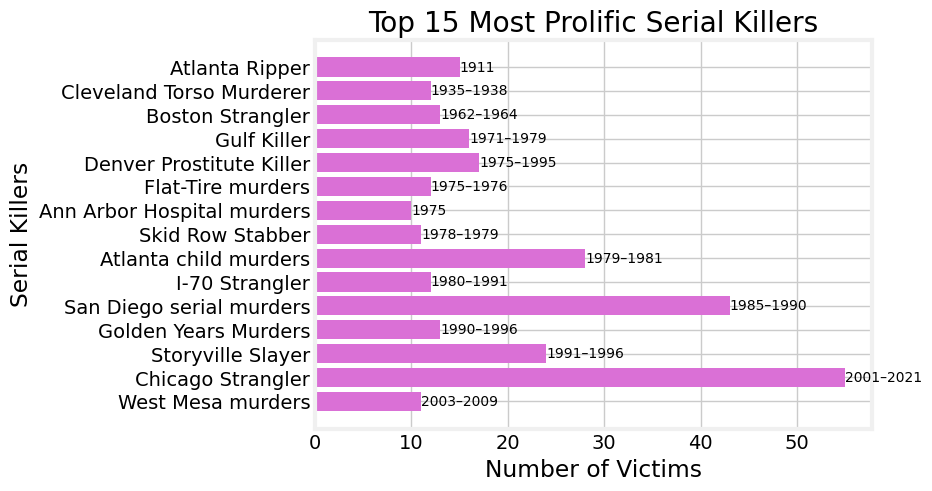 Top 15 Most Prolific Serial Killers
Serial Killers
Atlanta Ripper 1911
Cleveland Torso Murderer 1935–1938
Boston Strangler 1962–1964
Gulf Killer 1971–1979
Denver Prostitute Killer 1975–1995
Flat-Tire murders 1975–1976
Ann Arbor Hospital murders 1975
Skid Row Stabber 1978–1979
Atlanta child murders 1979–1981
I-70 Strangler 1980–1991
San Diego serial murders 1985–1990
Golden Years Murders 1990–1996
Storyville Slayer 1991–1996
Chicago Strangler 2001–2021
West Mesa murders 2003–2009
0 10 20 30 40 50
Number of Victims